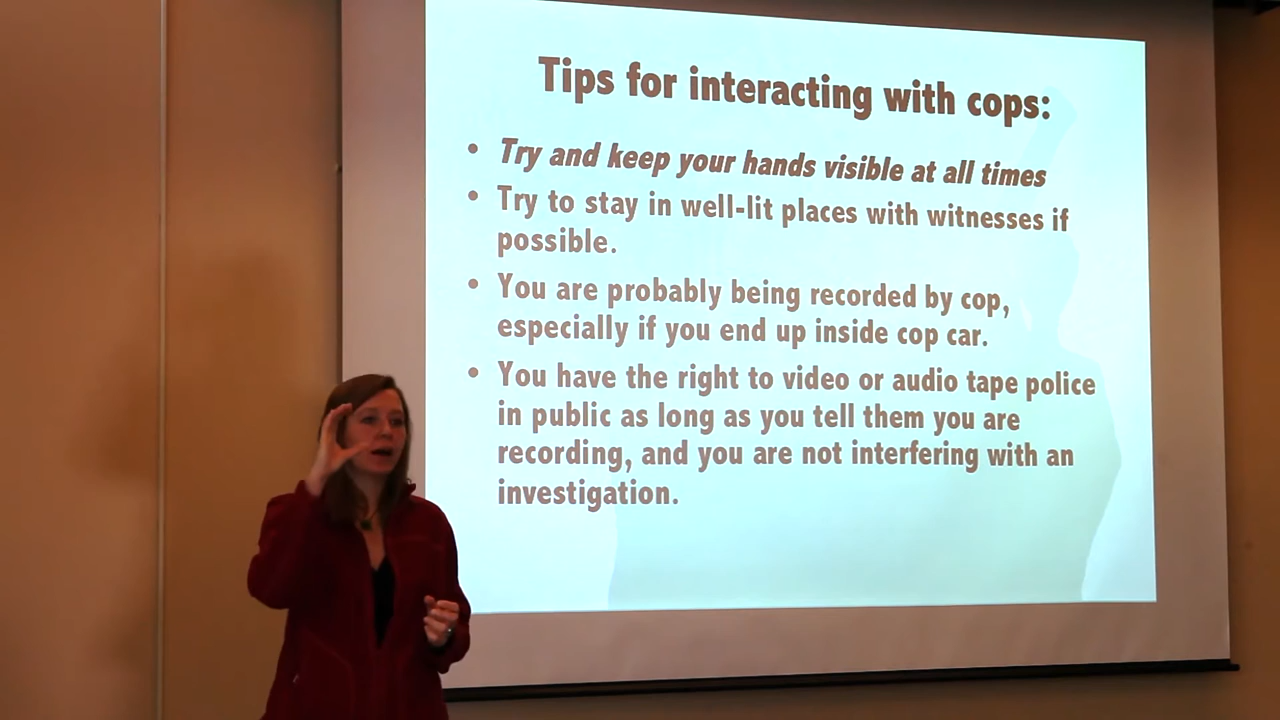 Tips for interacting with cops:
• Try and keep your hands visible at all times
• Try to stay in well-lit places with witnesses if
possible.
• You are probably being recorded by cop,
especially if you end up inside cop car.
• You have the right to video or audio tape police
in public as long as you tell them you are
recording, and you are not interfering with an
investigation.